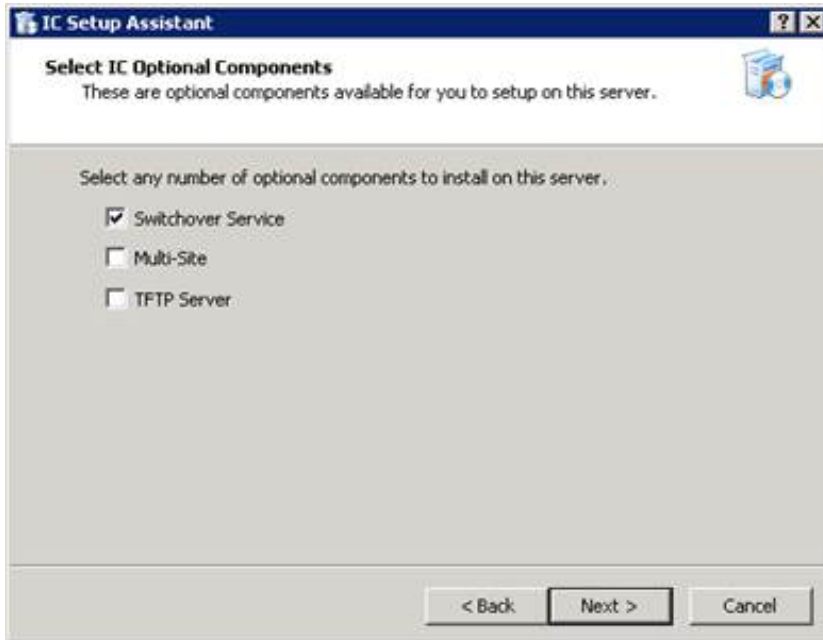 IC Setup Assistant
Select IC Optional Components
These are optional components available for you to setup on this server.
Select any number of optional components to install on this server.
Switchover Service
Multi-Site
TFTP Server
< Back Next > Cancel